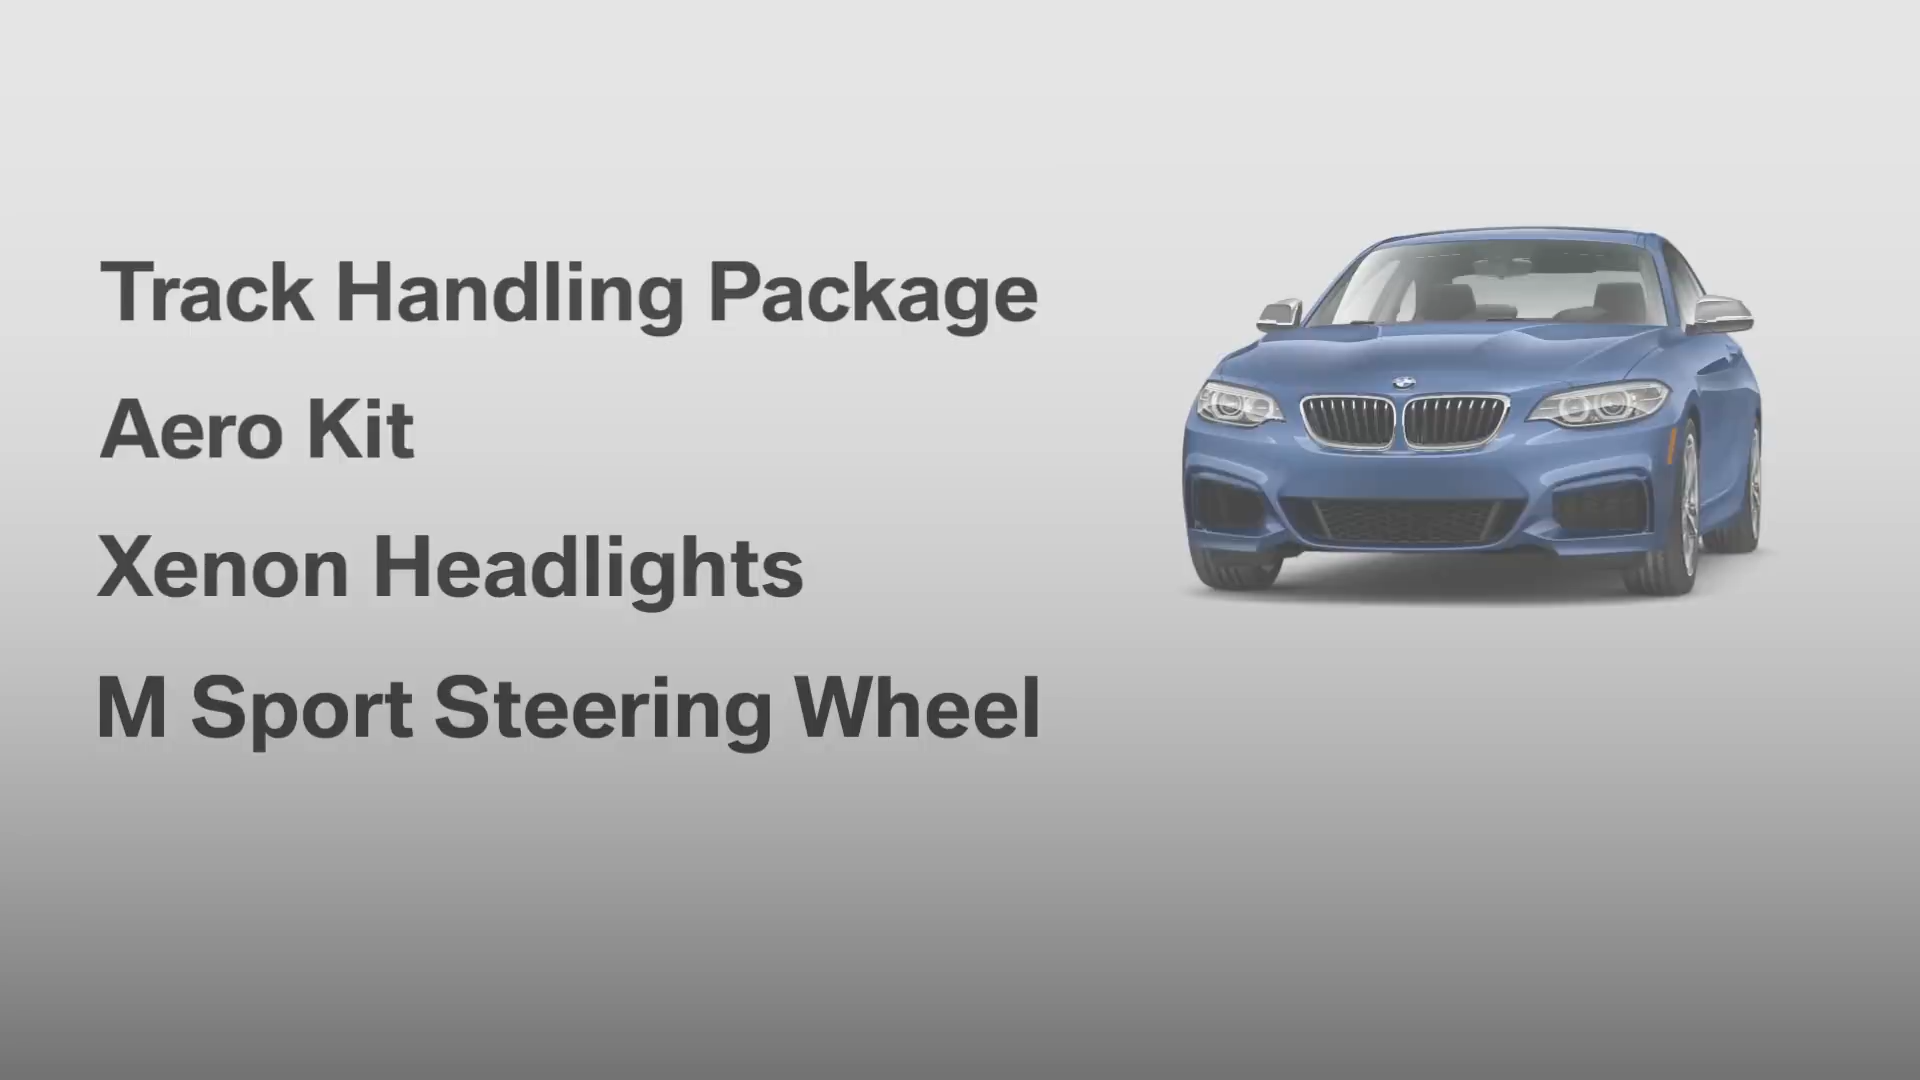 Track Handling Package
Aero Kit
Xenon Headlights
M Sport Steering Wheel